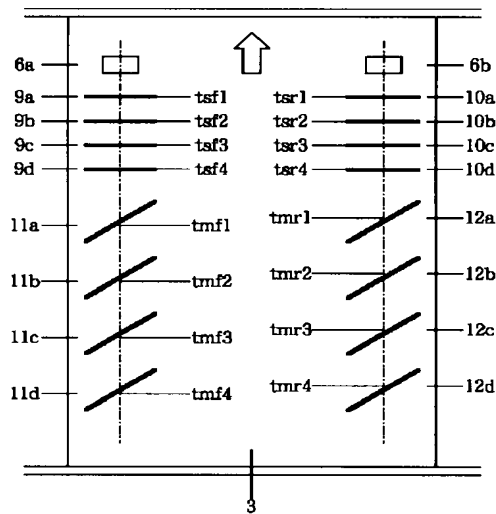 6a 6b
9a tsf1 tsr1 10a
9b tsf2 tsr2 10b
9c tsf3 tsr3 10c
9d tsf4 tsr4 10d
11a tmf1 tmr1 12a
11b tmf2 tmr2 12b
11c tmf3 tmr3 12c
11d tmf4 tmr4 12d
3